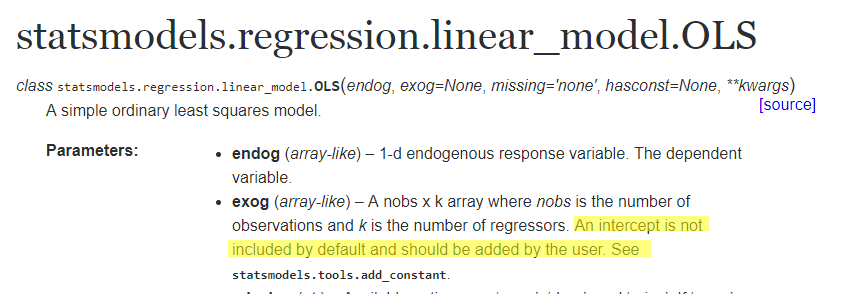 statsmodels.regression.linear_model.OLS
class statsmodels.regression.linear_model.OLS(endog, exog=None, missing='none', hasconst=None, **kwargs)
[source]
A simple ordinary least squares model.
Parameters:
• endog (array-like) – 1-d endogenous response variable. The dependent
variable.
• exog (array-like) – A nobs x k array where nobs is the number of
observations and k is the number of regressors. An intercept is not
included by default and should be added by the user. See
statsmodels.tools.add_constant.